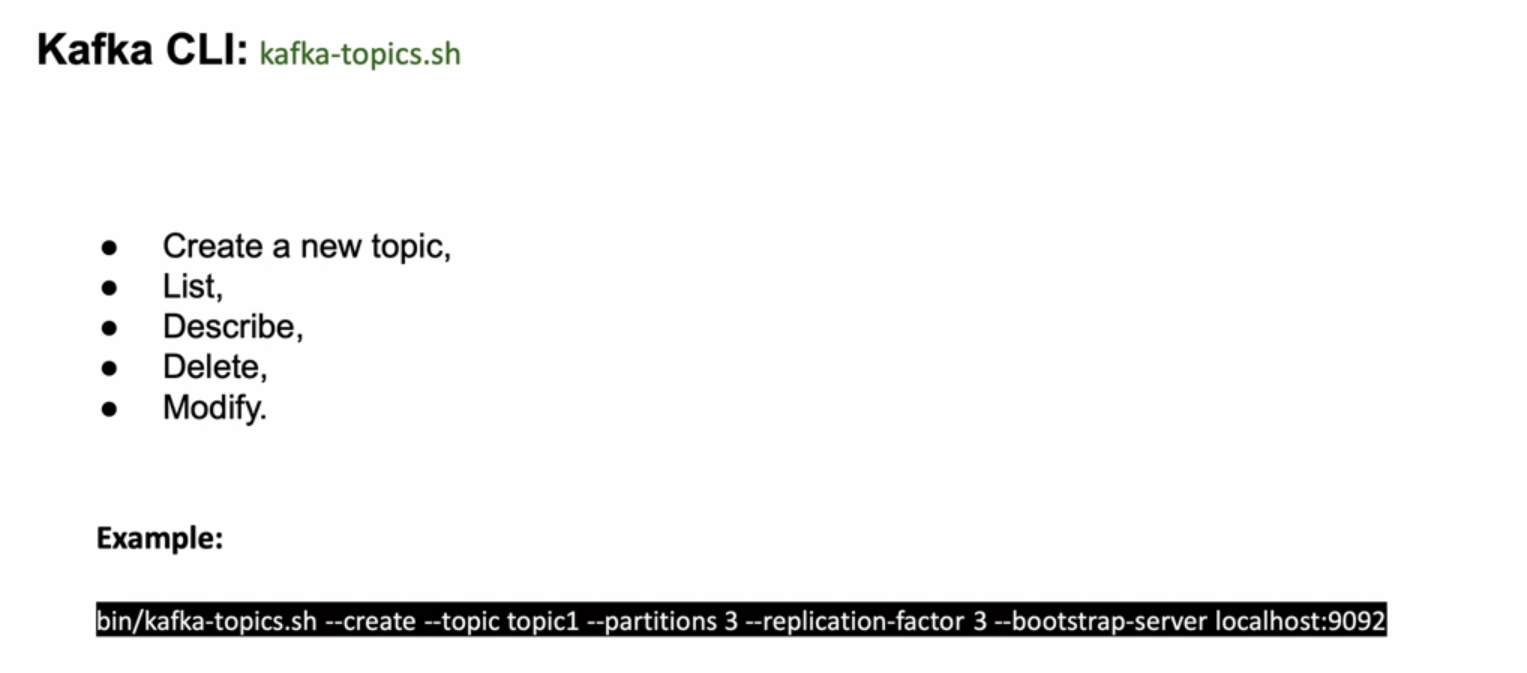 Kafka CLI: kafka-topics.sh
● Create a new topic,
● List,
● Describe,
● Delete,
● Modify.
Example:
bin/kafka-topics.sh --create --topic topic1 --partitions 3 --replication-factor 3 --bootstrap-server localhost:9092